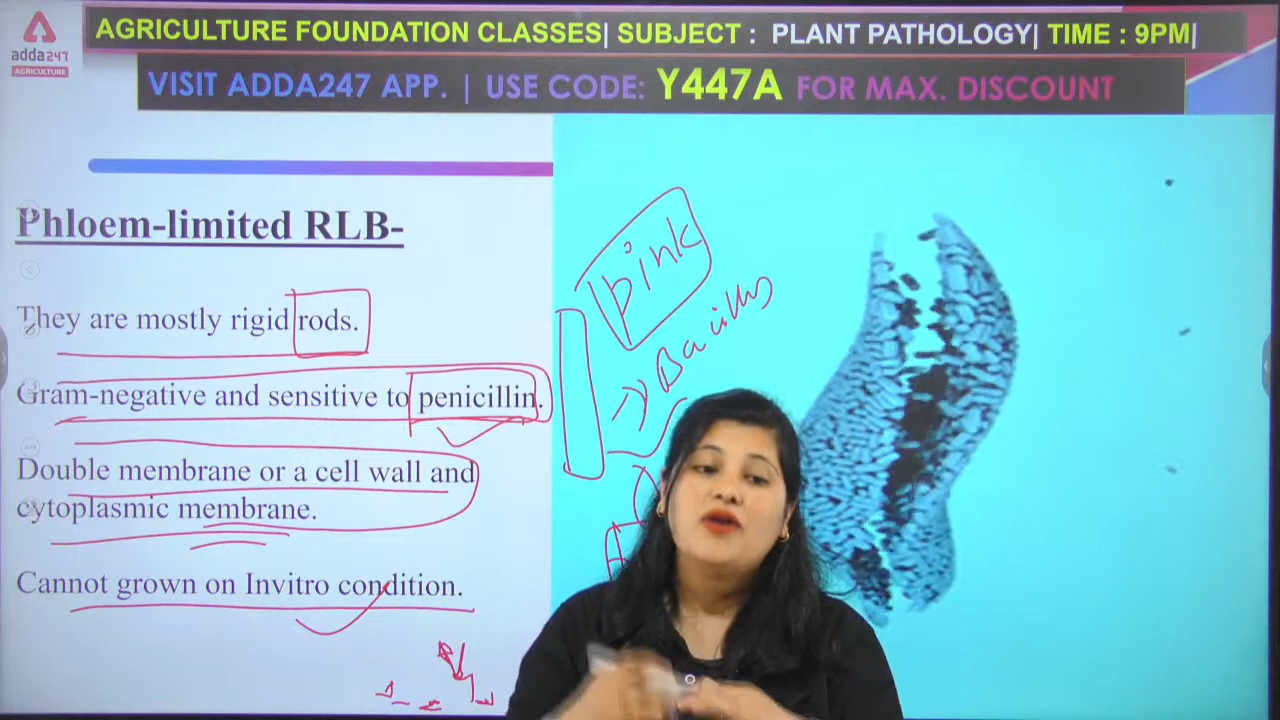 adda247
AGRICULTURE
AGRICULTURE FOUNDATION CLASSES| SUBJECT : PLANT PATHOLOGY| TIME : 9PM|
VISIT ADDA247 APP. | USE CODE: Y447A FOR MAX. DISCOUNT
Phloem-limited RLB-
They are mostly rigid rods.
Gram-negative and sensitive to penicillin.
Double membrane or a cell wall and
cytoplasmic membrane.
Cannot grown on Invitro condition.
pink
Bacillus